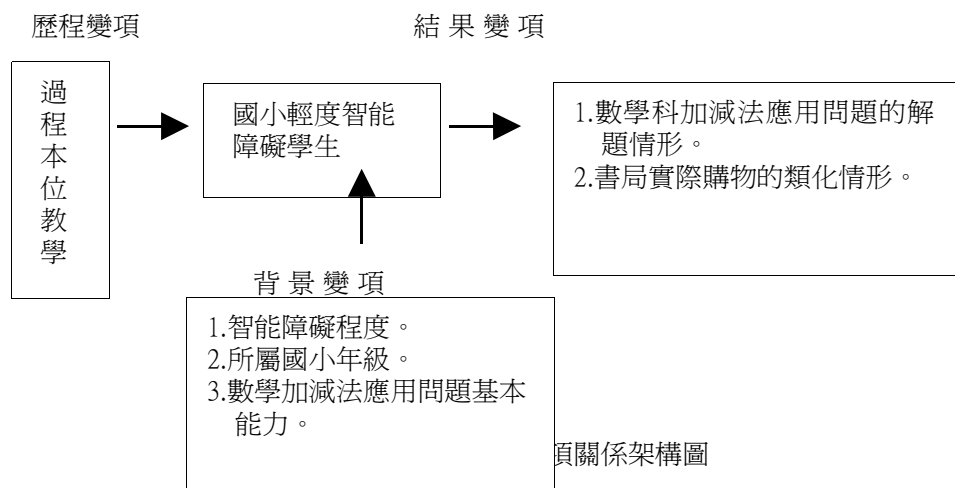 歷程變項
結 果 變 項
過
程
本
位
教
學
國小輕度智能
障礙學生
1.數學科加減法應用問題的解
題情形。
2.書局實際購物的類化情形。
背 景 變 項
1.智能障礙程度。
2.所屬國小年級。
3.數學加減法應用問題基本
能力。
關係架構圖